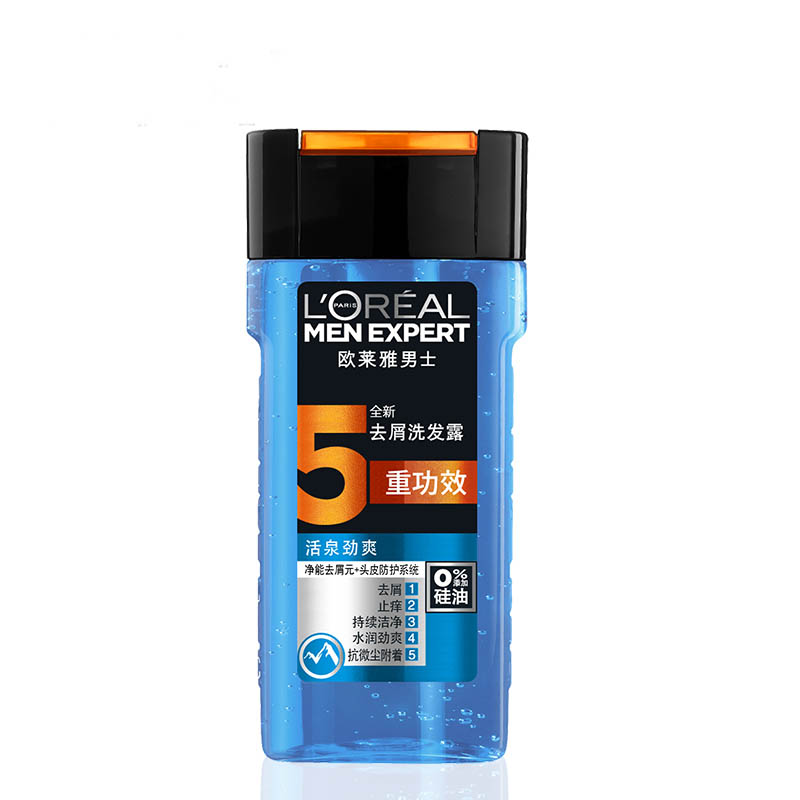 L'ORÉAL
PARIS
MEN EXPERT
欧莱雅男士
5
全新
去屑洗发露
重功效
活泉劲爽
净能去屑元+头皮防护系统
0%
添加
硅油
去屑 1
止痒 2
持续洁净 3
水润劲爽 4
抗微尘附着 5